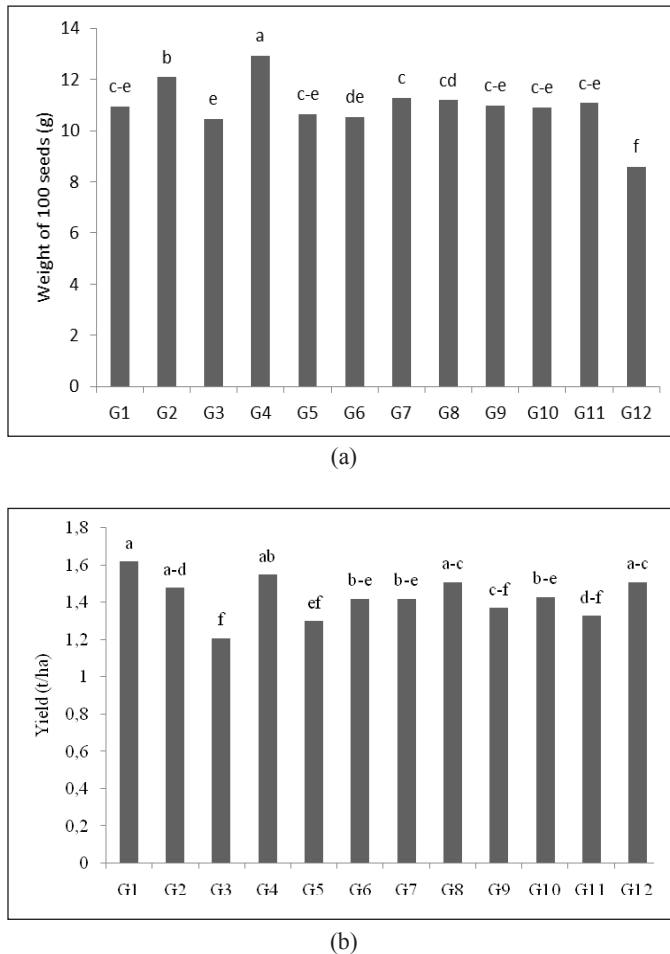 14
12
10
8
6
4
2
0
Weight of 100 seeds (g)
c-e b e a c-e de c cd c-e c-e c-e f
G1 G2 G3 G4 G5 G6 G7 G8 G9 G10 G11 G12
(a)
1,8
1,6
1,4
1,2
1
0,8
0,6
0,4
0,2
0
Yield (t/ha)
a a-d f ab ef b-e b-e a-c c-f b-e d-f a-c
G1 G2 G3 G4 G5 G6 G7 G8 G9 G10 G11 G12
(b)